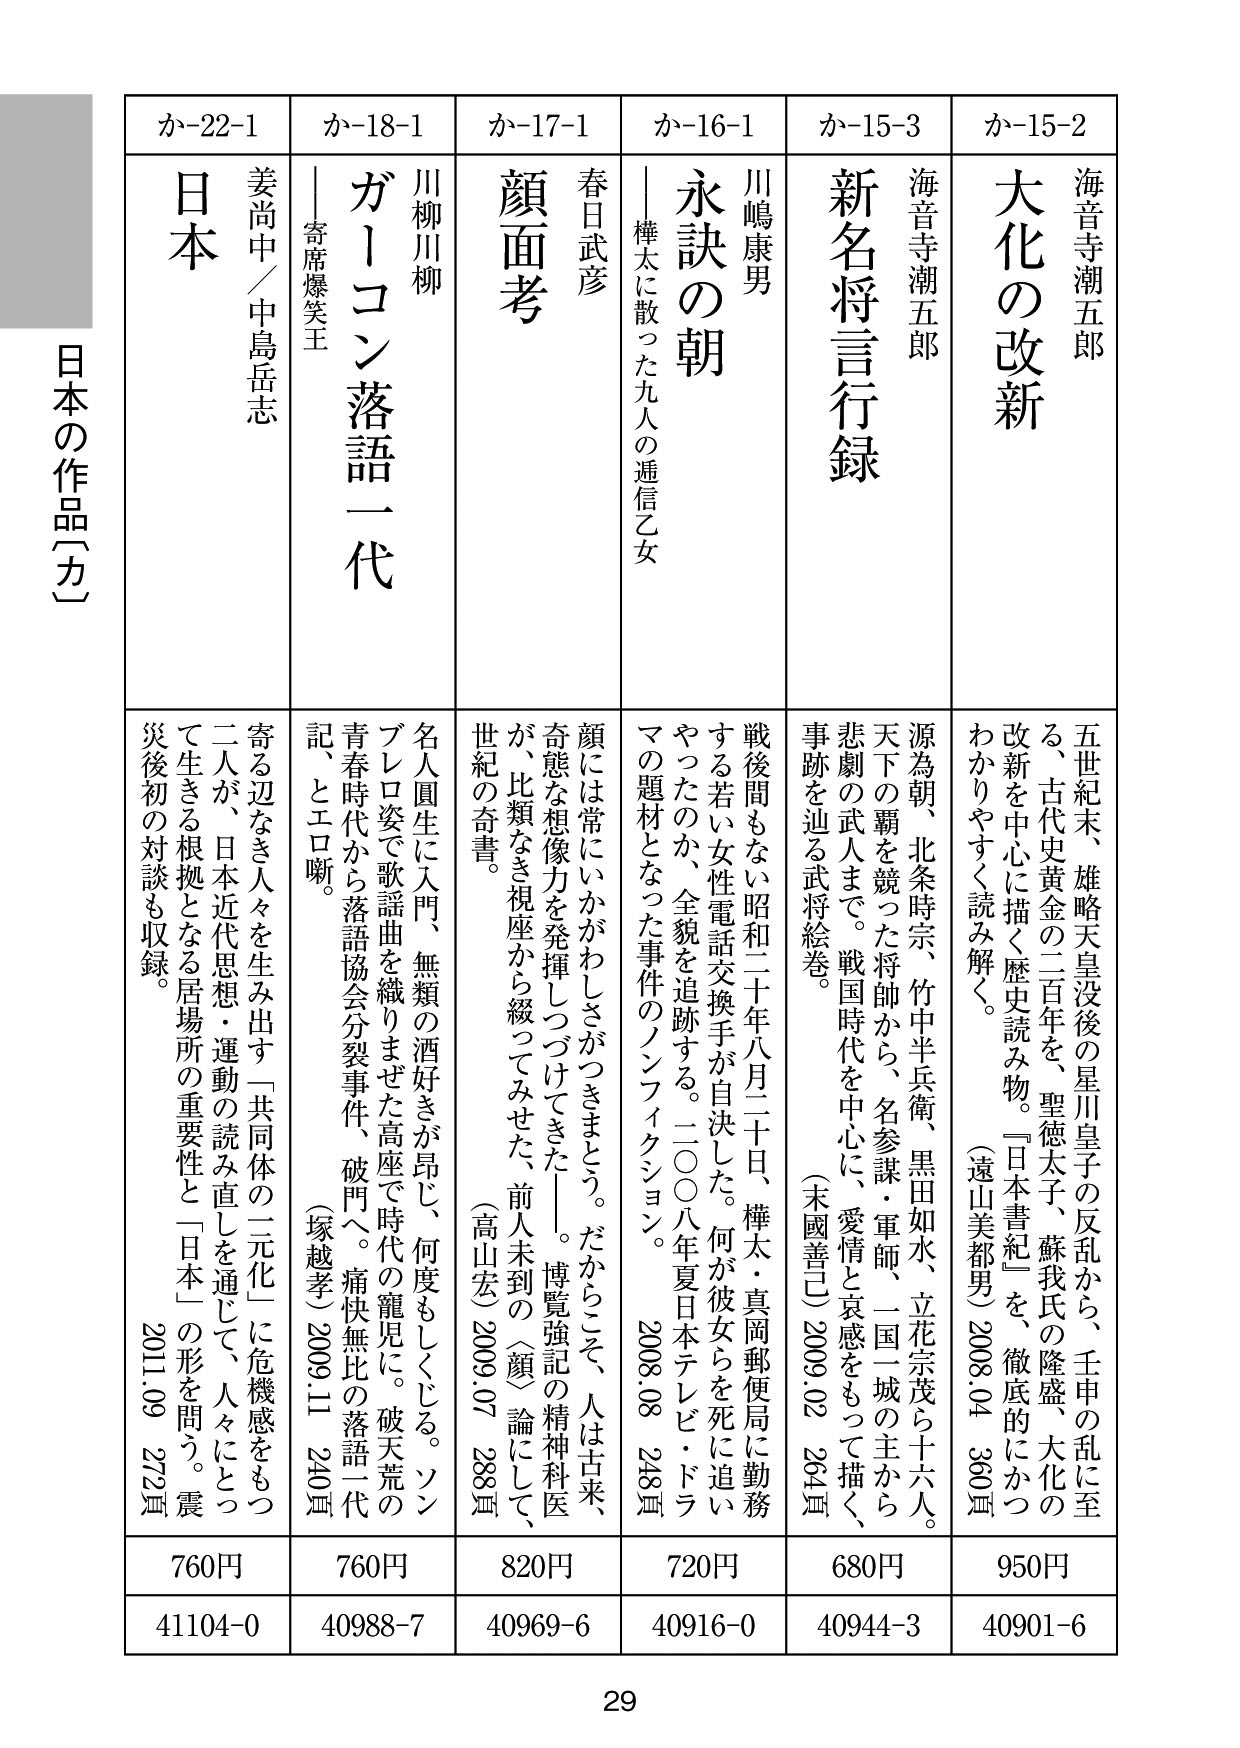 か-15-2
海音寺潮五郎
大化の改新
五世紀末、雄略天皇没後の星川皇子の反乱から、壬申の乱に至
る、古代史黄金の二百年を、聖徳太子、蘇我氏の隆盛、大化の
改新を中心に描く歴史読み物。『日本書紀』を、徹底的にかつ
わかりやすく読み解く。（遠山美都男）2008.04　360頁
950円
40901-6
か-15-3
海音寺潮五郎
新名将言行録
源為朝、北条時宗、竹中半兵衛、黒田如水、立花宗茂ら十六人。
天下の覇を競った将帥から、名参謀・軍師、一国一城の主から
悲劇の武人まで。戦国時代を中心に、愛情と哀感をもって描く、
事跡を辿る武将絵巻。（末國善己）2009.02　264頁
680円
40944-3
か-16-1
川嶋康男
永訣の朝
――樺太に散った九人の逓信乙女
戦後間もない昭和二十年八月二十日、樺太・真岡郵便局に勤務
する若い女性電話交換手が自決した。何が彼女らを死に追い
やったのか、全貌を追跡する。二〇〇八年夏日本テレビ・ドラ
マの題材となった事件のノンフィクション。2008.08　248頁
720円
40916-0
か-17-1
春日武彦
顔面考
顔には常にいかがわしさがつきまとう。だからこそ、人は古来、
奇態な想像力を発揮しつづけてきた――。博覧強記の精神科医
が、比類なき視座から綴ってみせた、前人未到の〈顔〉論にして、
世紀の奇書。（高山宏）2009.07　288頁
820円
40969-6
か-18-1
川柳川柳
ガーコン落語一代
――寄席爆笑王
名人圓生に入門、無類の酒好きが昂じ、何度もしくじる。ソン
ブレロ姿で歌謡曲を織りまぜた高座で時代の寵児に。破天荒の
青春時代から落語協会分裂事件、破門へ。痛快無比の落語一代
記、とエロ噺。（塚越孝）2009.11　240頁
760円
40988-7
か-22-1
姜尚中／中島岳志
日本
寄る辺なき人々を生み出す「共同体の一元化」に危機感をもつ
二人が、日本近代思想・運動の読み直しを通じて、人々にとっ
て生きる根拠となる居場所の重要性と「日本」の形を問う。震
災後初の対談も収録。2011.09　272頁
760円
41104-0
日本の作品〔カ〕
29